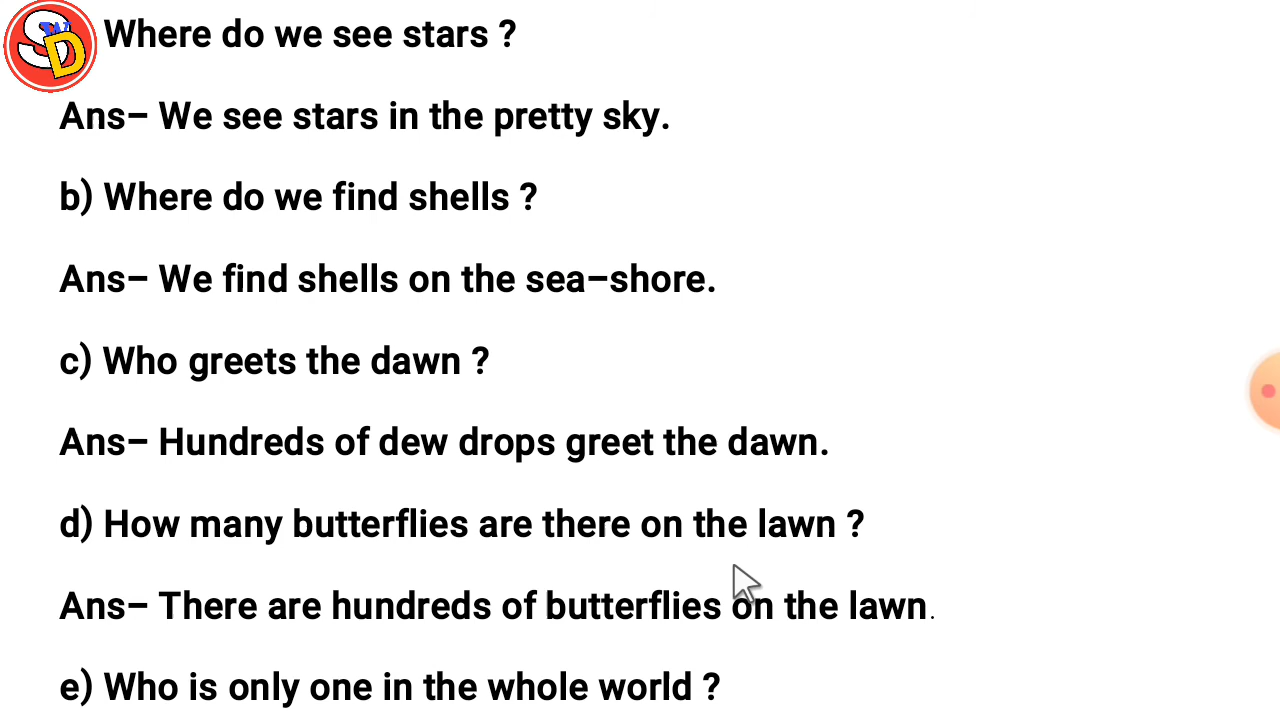 SWD
Where do we see stars ?
Ans– We see stars in the pretty sky.
b) Where do we find shells ?
Ans– We find shells on the sea–shore.
c) Who greets the dawn ?
Ans– Hundreds of dew drops greet the dawn.
d) How many butterflies are there on the lawn ?
Ans– There are hundreds of butterflies on the lawn.
e) Who is only one in the whole world ?